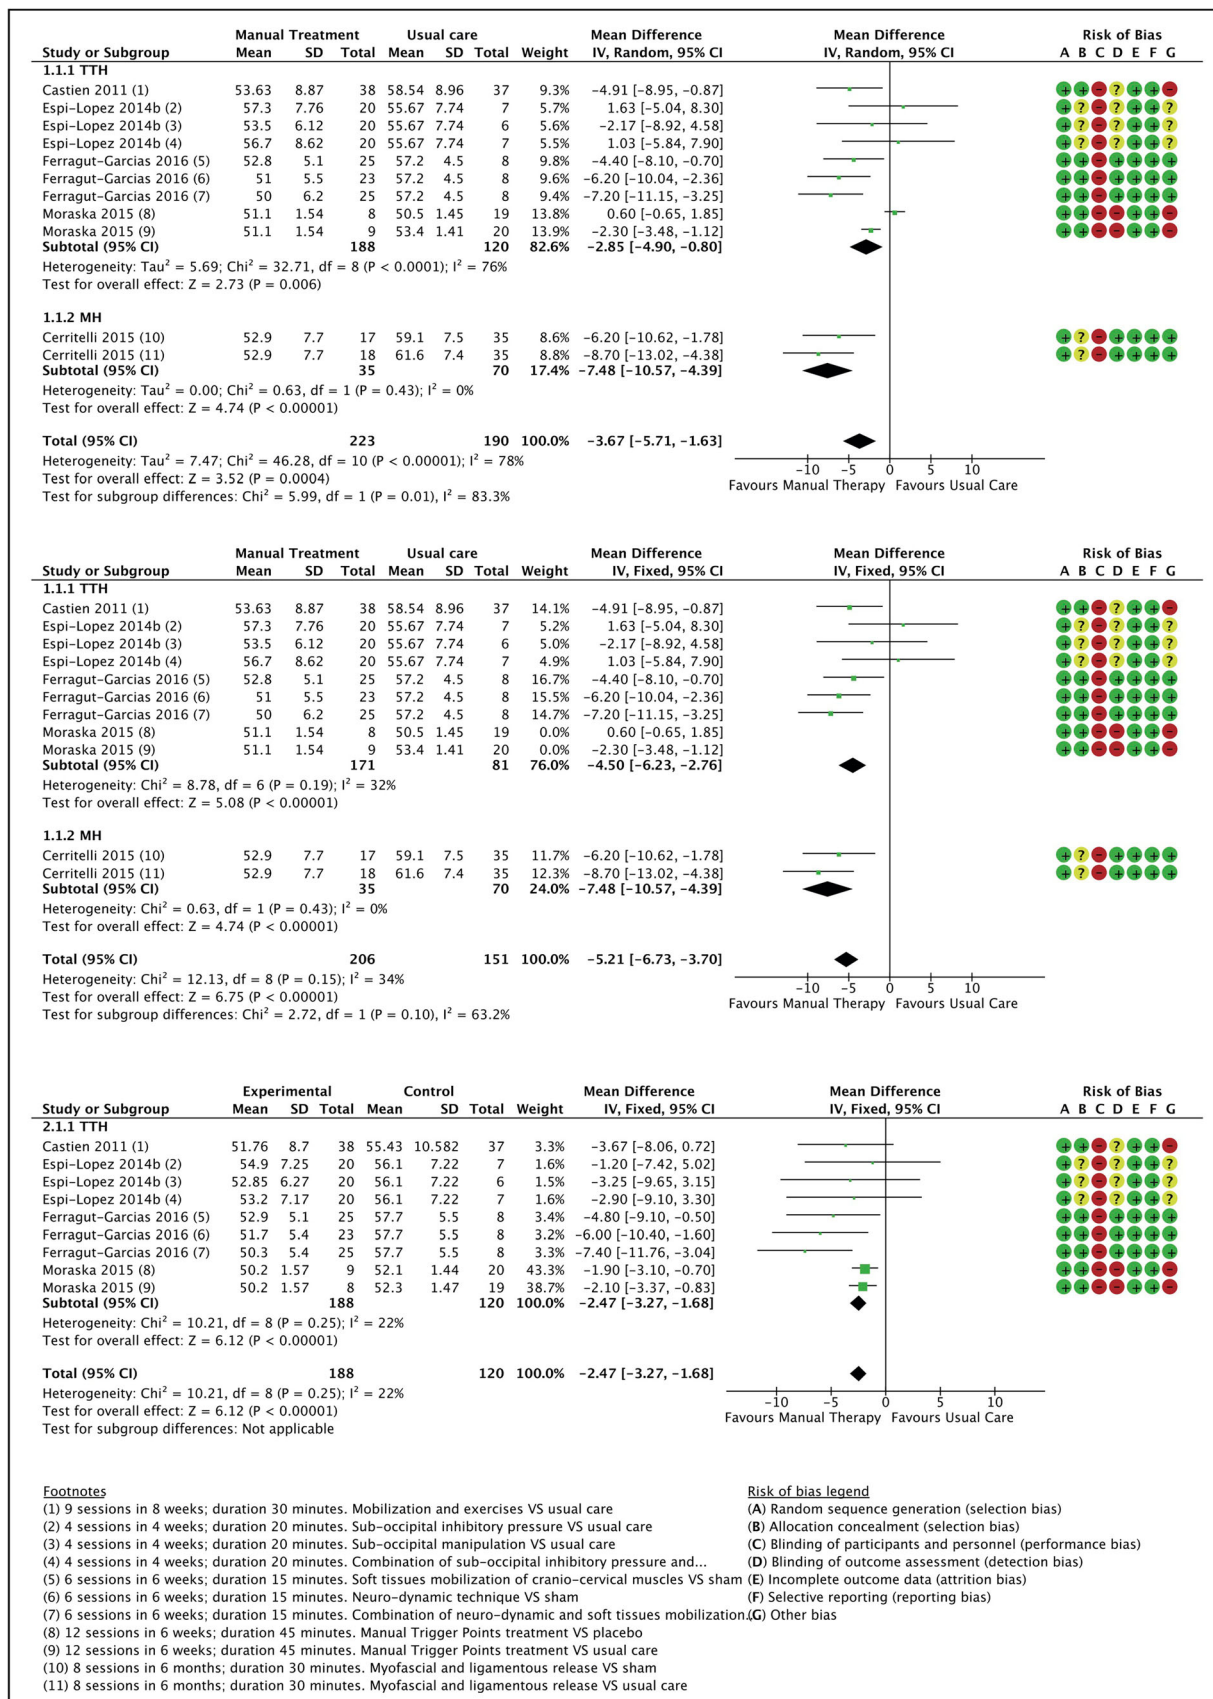 Manual Treatment Usual care Mean Difference Mean Difference Risk of Bias
Study or Subgroup Mean SD Total Mean SD Total Weight IV, Random, 95% CI IV, Random, 95% CI A B C D E F G
1.1.1 TTH
Castien 2011 (1) 53.63 8.87 38 58.54 8.96 37 9.3% −4.91 [−8.95, −0.87] + + − ? + + −
Espi-Lopez 2014b (2) 57.3 7.76 20 55.67 7.74 7 5.7% 1.63 [−5.04, 8.30] + ? − ? + + ?
Espi-Lopez 2014b (3) 53.5 6.12 20 55.67 7.74 6 5.6% −2.17 [−8.92, 4.58] + ? − ? + + ?
Espi-Lopez 2014b (4) 56.7 8.62 20 55.67 7.74 7 5.5% 1.03 [−5.84, 7.90] + ? − ? + + ?
Ferragut-Garcias 2016 (5) 52.8 5.1 25 57.2 4.5 8 9.8% −4.40 [−8.10, −0.70] + + − + + + +
Ferragut-Garcias 2016 (6) 51 5.5 23 57.2 4.5 8 9.6% −6.20 [−10.04, −2.36] + + − + + + +
Ferragut-Garcias 2016 (7) 50 6.2 25 57.2 4.5 8 9.4% −7.20 [−11.15, −3.25] + + − + + + +
Moraska 2015 (8) 51.1 1.54 8 50.5 1.45 19 13.8% 0.60 [−0.65, 1.85] + + − − + + −
Moraska 2015 (9) 51.1 1.54 9 53.4 1.41 20 13.9% −2.30 [−3.48, −1.12] + + − − + + −
Subtotal (95% CI) 188 120 82.6% −2.85 [−4.90, −0.80]
Heterogeneity: Tau² = 5.69; Chi² = 32.71, df = 8 (P < 0.0001); I² = 76%
Test for overall effect: Z = 2.73 (P = 0.006)
1.1.2 MH
Cerritelli 2015 (10) 52.9 7.7 17 59.1 7.5 35 8.6% −6.20 [−10.62, −1.78] + ? − + + + +
Cerritelli 2015 (11) 52.9 7.7 18 61.6 7.4 35 8.8% −8.70 [−13.02, −4.38] + ? − + + + +
Subtotal (95% CI) 35 70 17.4% −7.48 [−10.57, −4.39]
Heterogeneity: Tau² = 0.00; Chi² = 0.63, df = 1 (P = 0.43); I² = 0%
Test for overall effect: Z = 4.74 (P < 0.00001)
Total (95% CI) 223 190 100.0% −3.67 [−5.71, −1.63]
Heterogeneity: Tau² = 7.47; Chi² = 46.28, df = 10 (P < 0.00001); I² = 78%
Test for overall effect: Z = 3.52 (P = 0.0004)
Test for subgroup differences: Chi² = 5.99, df = 1 (P = 0.01), I² = 83.3%
−10 −5 0 5 10
Favours Manual Therapy Favours Usual Care
Manual Treatment Usual care Mean Difference Mean Difference Risk of Bias
Study or Subgroup Mean SD Total Mean SD Total Weight IV, Fixed, 95% CI IV, Fixed, 95% CI A B C D E F G
1.1.1 TTH
Castien 2011 (1) 53.63 8.87 38 58.54 8.96 37 14.1% −4.91 [−8.95, −0.87] + + − ? + + −
Espi-Lopez 2014b (2) 57.3 7.76 20 55.67 7.74 7 5.2% 1.63 [−5.04, 8.30] + ? − ? + + ?
Espi-Lopez 2014b (3) 53.5 6.12 20 55.67 7.74 6 5.0% −2.17 [−8.92, 4.58] + ? − ? + + ?
Espi-Lopez 2014b (4) 56.7 8.62 20 55.67 7.74 7 4.9% 1.03 [−5.84, 7.90] + ? − ? + + ?
Ferragut-Garcias 2016 (5) 52.8 5.1 25 57.2 4.5 8 16.7% −4.40 [−8.10, −0.70] + + − + + + +
Ferragut-Garcias 2016 (6) 51 5.5 23 57.2 4.5 8 15.5% −6.20 [−10.04, −2.36] + + − + + + +
Ferragut-Garcias 2016 (7) 50 6.2 25 57.2 4.5 8 14.7% −7.20 [−11.15, −3.25] + + − + + + +
Moraska 2015 (8) 51.1 1.54 8 50.5 1.45 19 0.0% 0.60 [−0.65, 1.85] + + − − + + −
Moraska 2015 (9) 51.1 1.54 9 53.4 1.41 20 0.0% −2.30 [−3.48, −1.12] + + − − + + −
Subtotal (95% CI) 171 81 76.0% −4.50 [−6.23, −2.76]
Heterogeneity: Chi² = 8.78, df = 6 (P = 0.19); I² = 32%
Test for overall effect: Z = 5.08 (P < 0.00001)
1.1.2 MH
Cerritelli 2015 (10) 52.9 7.7 17 59.1 7.5 35 11.7% −6.20 [−10.62, −1.78] + ? − + + + +
Cerritelli 2015 (11) 52.9 7.7 18 61.6 7.4 35 12.3% −8.70 [−13.02, −4.38] + ? − + + + +
Subtotal (95% CI) 35 70 24.0% −7.48 [−10.57, −4.39]
Heterogeneity: Chi² = 0.63, df = 1 (P = 0.43); I² = 0%
Test for overall effect: Z = 4.74 (P < 0.00001)
Total (95% CI) 206 151 100.0% −5.21 [−6.73, −3.70]
Heterogeneity: Chi² = 12.13, df = 8 (P = 0.15); I² = 34%
Test for overall effect: Z = 6.75 (P < 0.00001)
Test for subgroup differences: Chi² = 2.72, df = 1 (P = 0.10), I² = 63.2%
−10 −5 0 5 10
Favours Manual Therapy Favours Usual Care
Experimental Control Mean Difference Mean Difference Risk of Bias
Study or Subgroup Mean SD Total Mean SD Total Weight IV, Fixed, 95% CI IV, Fixed, 95% CI A B C D E F G
2.1.1 TTH
Castien 2011 (1) 51.76 8.7 38 55.43 10.582 37 3.3% −3.67 [−8.06, 0.72] + + − ? + + −
Espi-Lopez 2014b (2) 54.9 7.25 20 56.1 7.22 7 1.6% −1.20 [−7.42, 5.02] + ? − ? + + ?
Espi-Lopez 2014b (3) 52.85 6.27 20 56.1 7.22 6 1.5% −3.25 [−9.65, 3.15] + ? − ? + + ?
Espi-Lopez 2014b (4) 53.2 7.17 20 56.1 7.22 7 1.6% −2.90 [−9.10, 3.30] + ? − ? + + ?
Ferragut-Garcias 2016 (5) 52.9 5.1 25 57.7 5.5 8 3.4% −4.80 [−9.10, −0.50] + + − + + + +
Ferragut-Garcias 2016 (6) 51.7 5.4 23 57.7 5.5 8 3.2% −6.00 [−10.40, −1.60] + + − + + + +
Ferragut-Garcias 2016 (7) 50.3 5.4 25 57.7 5.5 8 3.3% −7.40 [−11.76, −3.04] + + − + + + +
Moraska 2015 (8) 50.2 1.57 9 52.1 1.44 20 43.3% −1.90 [−3.10, −0.70] + + − − + + −
Moraska 2015 (9) 50.2 1.57 8 52.3 1.47 19 38.7% −2.10 [−3.37, −0.83] + + − − + + −
Subtotal (95% CI) 188 120 100.0% −2.47 [−3.27, −1.68]
Heterogeneity: Chi² = 10.21, df = 8 (P = 0.25); I² = 22%
Test for overall effect: Z = 6.12 (P < 0.00001)
Total (95% CI) 188 120 100.0% −2.47 [−3.27, −1.68]
Heterogeneity: Chi² = 10.21, df = 8 (P = 0.25); I² = 22%
Test for overall effect: Z = 6.12 (P < 0.00001)
Test for subgroup differences: Not applicable
−10 −5 0 5 10
Favours Manual Therapy Favours Usual Care
Footnotes
(1) 9 sessions in 8 weeks; duration 30 minutes. Mobilization and exercises VS usual care
(2) 4 sessions in 4 weeks; duration 20 minutes. Sub-occipital inhibitory pressure VS usual care
(3) 4 sessions in 4 weeks; duration 20 minutes. Sub-occipital manipulation VS usual care
(4) 4 sessions in 4 weeks; duration 20 minutes. Combination of sub-occipital inhibitory pressure and...
(5) 6 sessions in 6 weeks; duration 15 minutes. Soft tissues mobilization of cranio-cervical muscles VS sham
(6) 6 sessions in 6 weeks; duration 15 minutes. Neuro-dynamic technique VS sham
(7) 6 sessions in 6 weeks; duration 15 minutes. Combination of neuro-dynamic and soft tissues mobilization...
(8) 12 sessions in 6 weeks; duration 45 minutes. Manual Trigger Points treatment VS placebo
(9) 12 sessions in 6 weeks; duration 45 minutes. Manual Trigger Points treatment VS usual care
(10) 8 sessions in 6 months; duration 30 minutes. Myofascial and ligamentous release VS sham
(11) 8 sessions in 6 months; duration 30 minutes. Myofascial and ligamentous release VS usual care
Risk of bias legend
(A) Random sequence generation (selection bias)
(B) Allocation concealment (selection bias)
(C) Blinding of participants and personnel (performance bias)
(D) Blinding of outcome assessment (detection bias)
(E) Incomplete outcome data (attrition bias)
(F) Selective reporting (reporting bias)
(G) Other bias